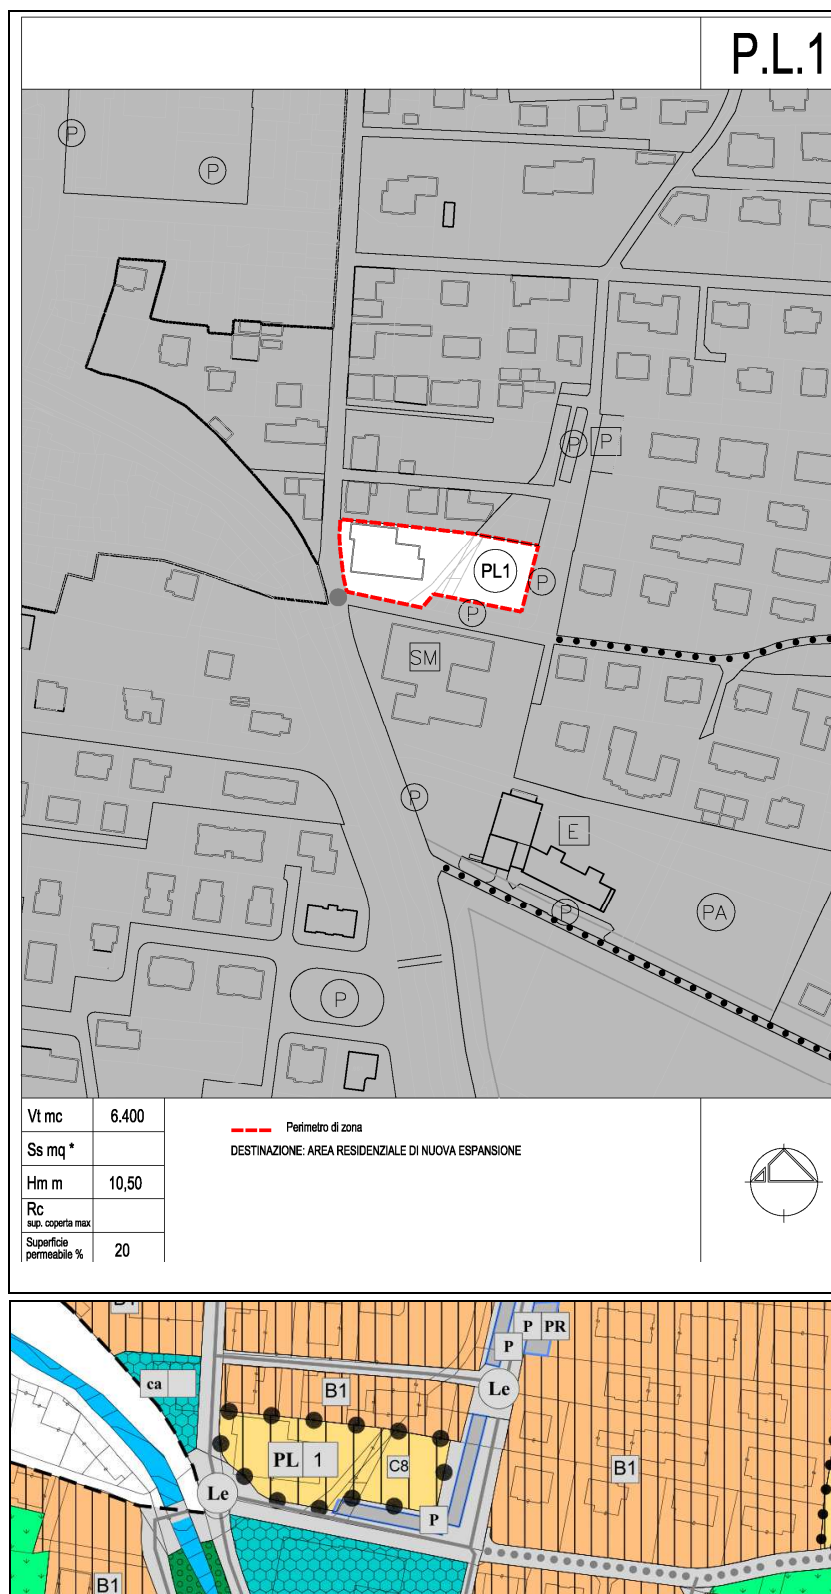 P.L.1
P
P
P
P
PL1
P
P
SM
P
E
P
PA
P
Vt mc 6.400
Ss mq *
Hm m 10,50
Rc
sup. coperta max
Superficie
permeabile % 20
Perimetro di zona
DESTINAZIONE: AREA RESIDENZIALE DI NUOVA ESPANSIONE
B1
P PR
P
ca
B1
Le
PL 1
C8
B1
Le
P
B1